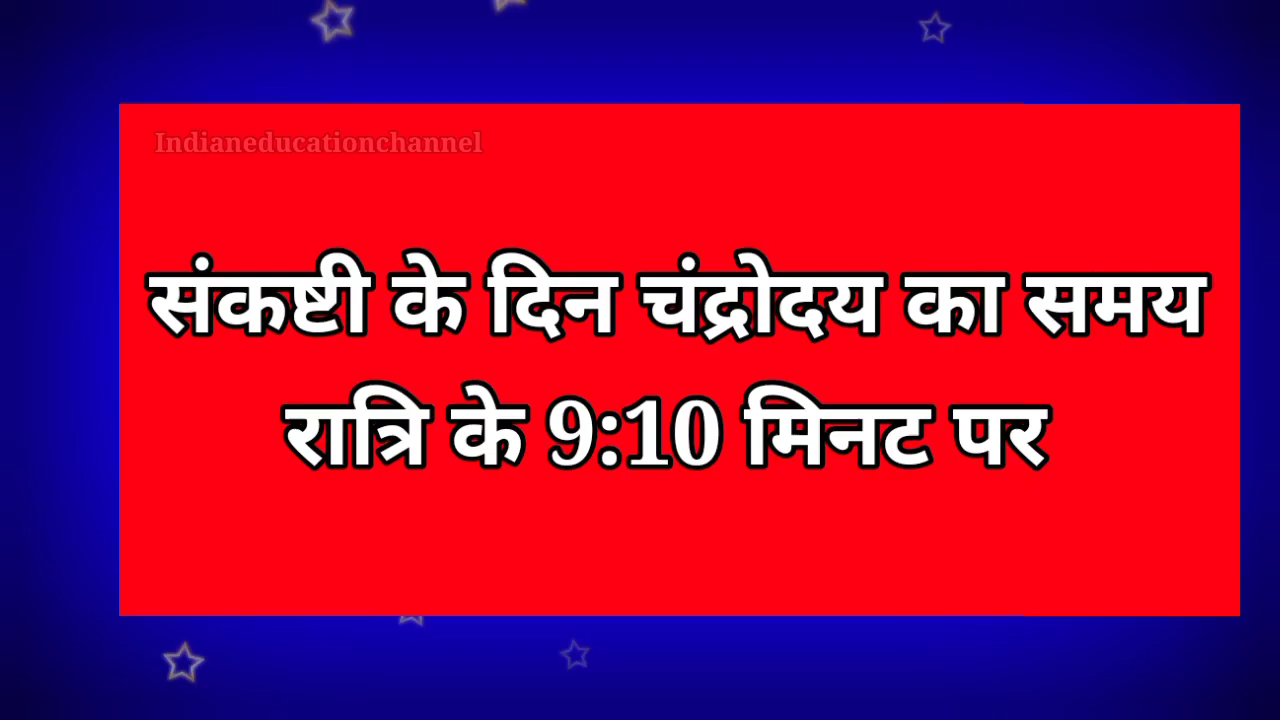 Indianeducationchannel
संकष्टी के दिन चंद्रोदय का समय
रात्रि के 9:10 मिनट पर